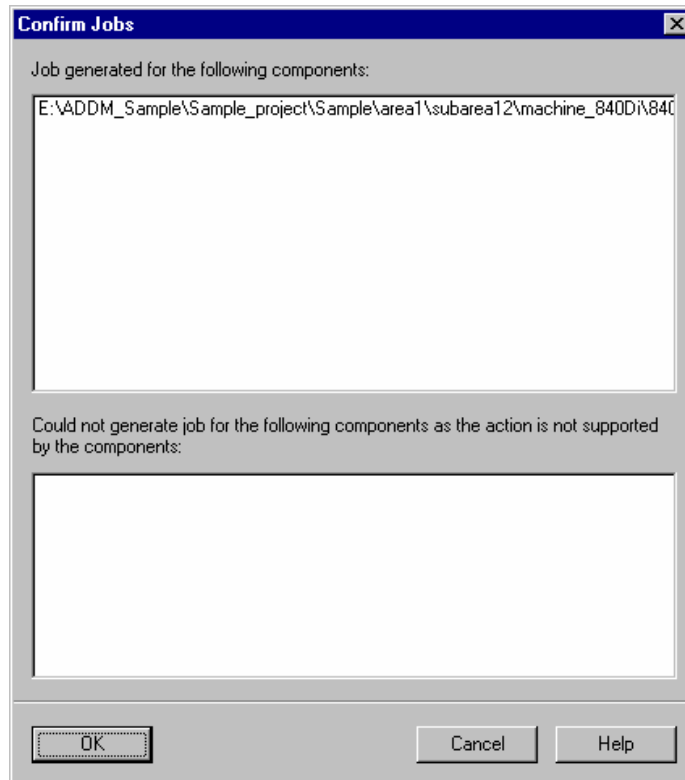 Confirm Jobs
Job generated for the following components:
E:\ADDM_Sample\Sample_project\Sample\area1\subarea12\machine_840Di\840
Could not generate job for the following components as the action is not supported
by the components:
OK Cancel Help